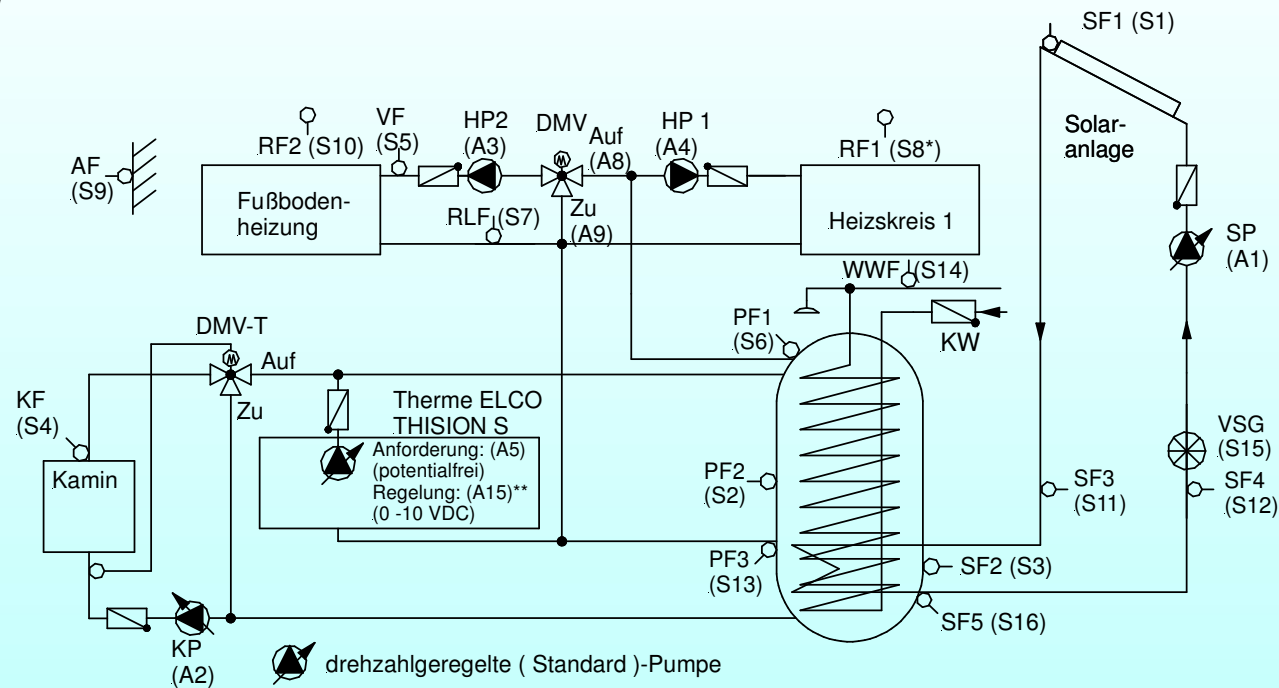 SF1 (S1)
Solar-
anlage
VF
(S5)
HP2
(A3)
DMV
Auf
(A8)
HP 1
(A4)
RF2 (S10)
RF1 (S8*)
AF
(S9)
Fußboden-
heizung
RLF (S7)
Zu
(A9)
Heizskreis 1
SP
(A1)
WWF (S14)
PF1
(S6)
KW
DMV-T
Auf
Zu
KF
(S4)
Therme ELCO
THISION S
Anforderung: (A5)
(potentialfrei)
Regelung: (A15)**
(0 -10 VDC)
Kamin
PF2
(S2)
VSG
(S15)
SF3
(S11)
SF4
(S12)
PF3
(S13)
SF2 (S3)
SF5 (S16)
KP
(A2)
drehzahlgeregelte ( Standard )-Pumpe